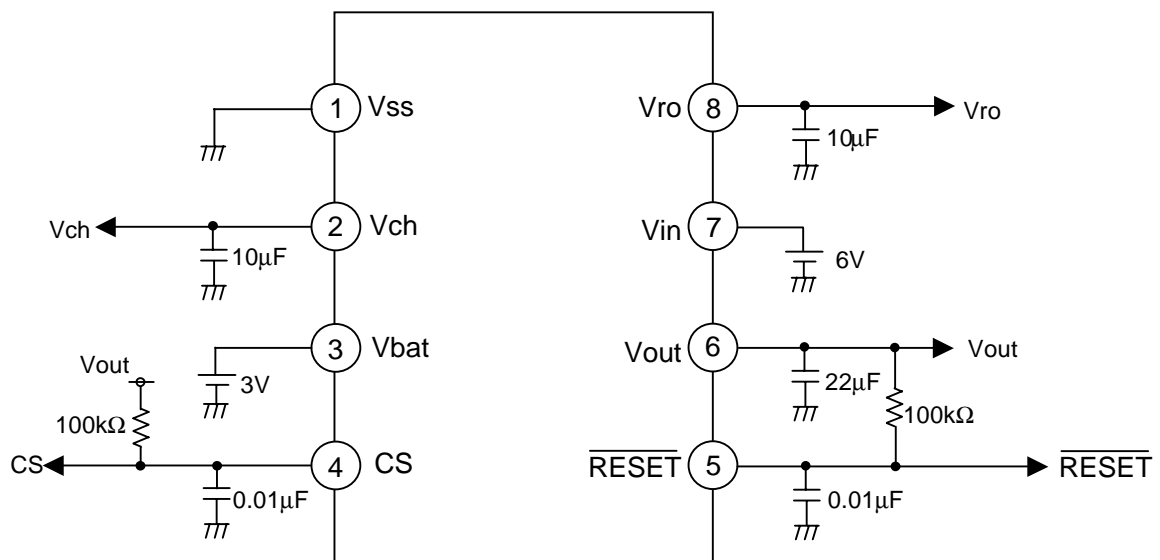 1 Vss
Vro 8
Vro
10µF
Vch
2 Vch
Vin 7
10µF
6V
3 Vbat
Vout 6
Vout
Vout
3V
22µF
100kΩ
100kΩ
CS
4 CS
RESET 5
RESET
0.01µF
0.01µF